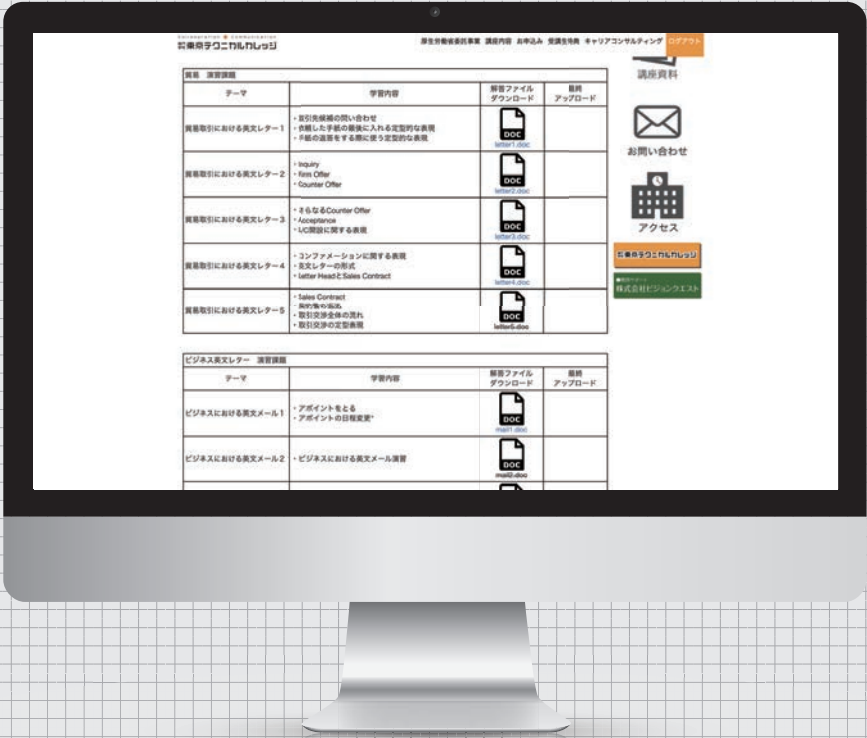 Collaboration & Communication
東京テクニカルカレッジ
厚生労働省委託事業 講座内容 お申込み 受講生特典 キャリアコンサルティング ログアウト
講座資料
お問い合わせ
アクセス
東京テクニカルカレッジ
株式会社ビジョンクエスト
貿易 演習課題
テーマ 学習内容 解答ファイル
ダウンロード 最終
アップロード
貿易取引における英文レター1
・取引先候補の問い合わせ
・依頼した手紙の最後に入れる定型的な表現
・手紙の返答をする際に使う定型的な表現
DOC
letter1.doc
貿易取引における英文レター2
・Inquiry
・Firm Offer
・Counter Offer
DOC
letter2.doc
貿易取引における英文レター3
・さらなるCounter Offer
・Acceptance
・L/C開設に関する表現
DOC
letter3.doc
貿易取引における英文レター4
・コンファメーションに関する表現
・英文レターの形式
・Letter HeadとSales Contract
DOC
letter4.doc
貿易取引における英文レター5
・Sales Contract
・取引交渉全体の流れ
・取引交渉の定型表現
DOC
letter5.doc
ビジネス英文レター 演習課題
テーマ 学習内容 解答ファイル
ダウンロード 最終
アップロード
ビジネスにおける英文メール1
・アポイントをとる
・アポイントの日程変更*
DOC
mail1.doc
ビジネスにおける英文メール2
・ビジネスにおける英文メール演習
DOC
mail2.doc